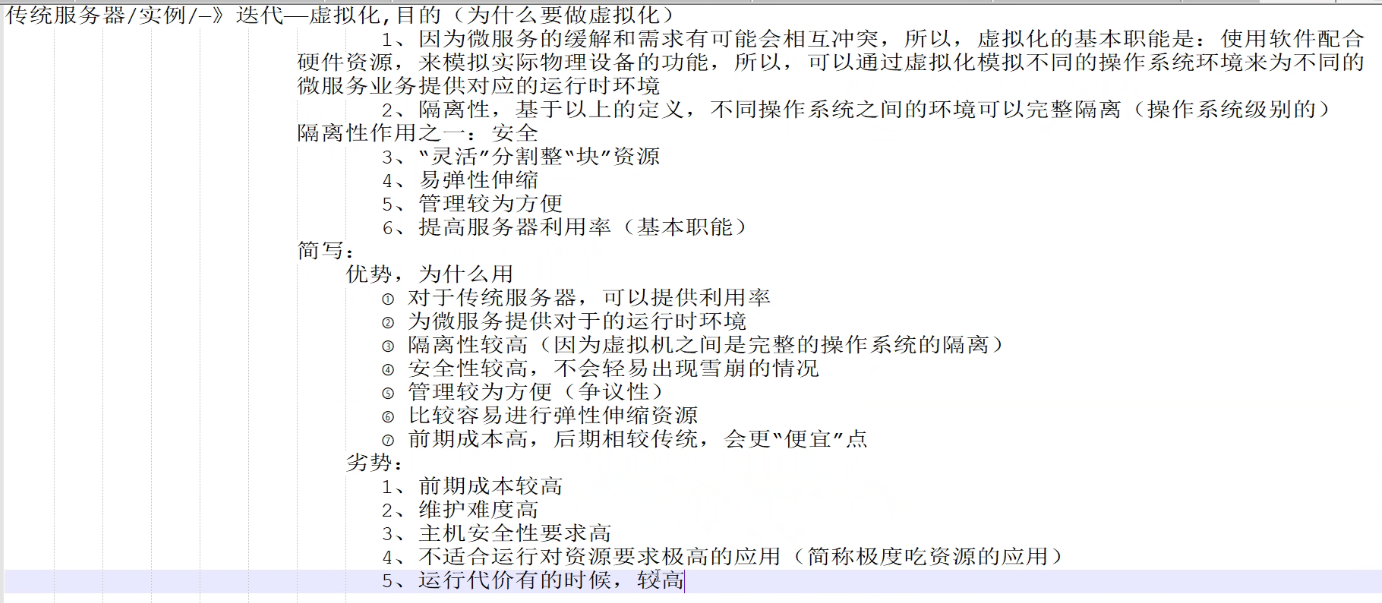 传统服务器/实例/—》迭代——虚拟化,目的（为什么要做虚拟化）
1、因为微服务的缓解和需求有可能会相互冲突，所以，虚拟化的基本职能是：使用软件配合
硬件资源，来模拟实际物理设备的功能，所以，可以通过虚拟化模拟不同的操作系统环境来为不同的
微服务业务提供对应的运行时环境
2、隔离性，基于以上的定义，不同操作系统之间的环境可以完整隔离（操作系统级别的）
隔离性作用之一：安全
3、“灵活”分割整“块”资源
4、易弹性伸缩
5、管理较为方便
6、提高服务器利用率（基本职能）
简写：
优势，为什么用
① 对于传统服务器，可以提供利用率
② 为微服务提供对于的运行时环境
③ 隔离性较高（因为虚拟机之间是完整的操作系统的隔离）
④ 安全性较高，不会轻易出现雪崩的情况
⑤ 管理较为方便（争议性）
⑥ 比较容易进行弹性伸缩资源
⑦ 前期成本高，后期相较传统，会更“便宜”点
劣势：
1、前期成本较高
2、维护难度高
3、主机安全性要求高
4、不适合运行对资源要求极高的应用（简称极度吃资源的应用）
5、运行代价有的时候，较高